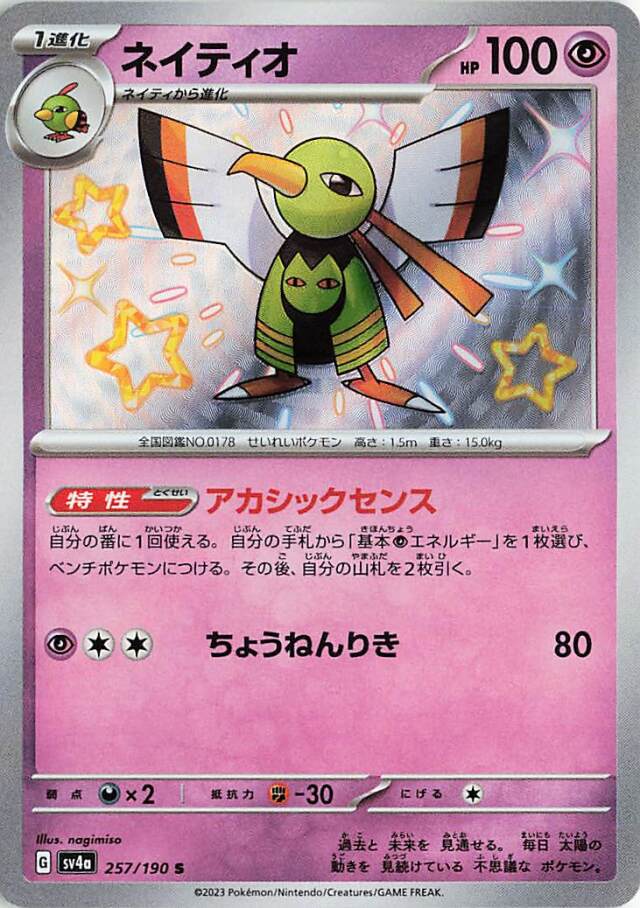 1進化
ネイティオ
HP 100
ネイティから進化
全国図鑑NO.0178 せいれいポケモン 高さ：1.5m 重さ：15.0kg
特性 とくせい アカシックセンス
自分の番に1回使える。自分の手札から「基本超エネルギー」を1枚選び、
ベンチポケモンにつける。その後、自分の山札を2枚引く。
ちょうねんりき 80
弱点 ×2 抵抗力 -30 にげる
Illus. nagimiso
G sv4a 257/190 S
過去と 未来を 見通せる。毎日 太陽の
動きを 見続けている 不思議な ポケモン。
©2023 Pokémon/Nintendo/Creatures/GAME FREAK.